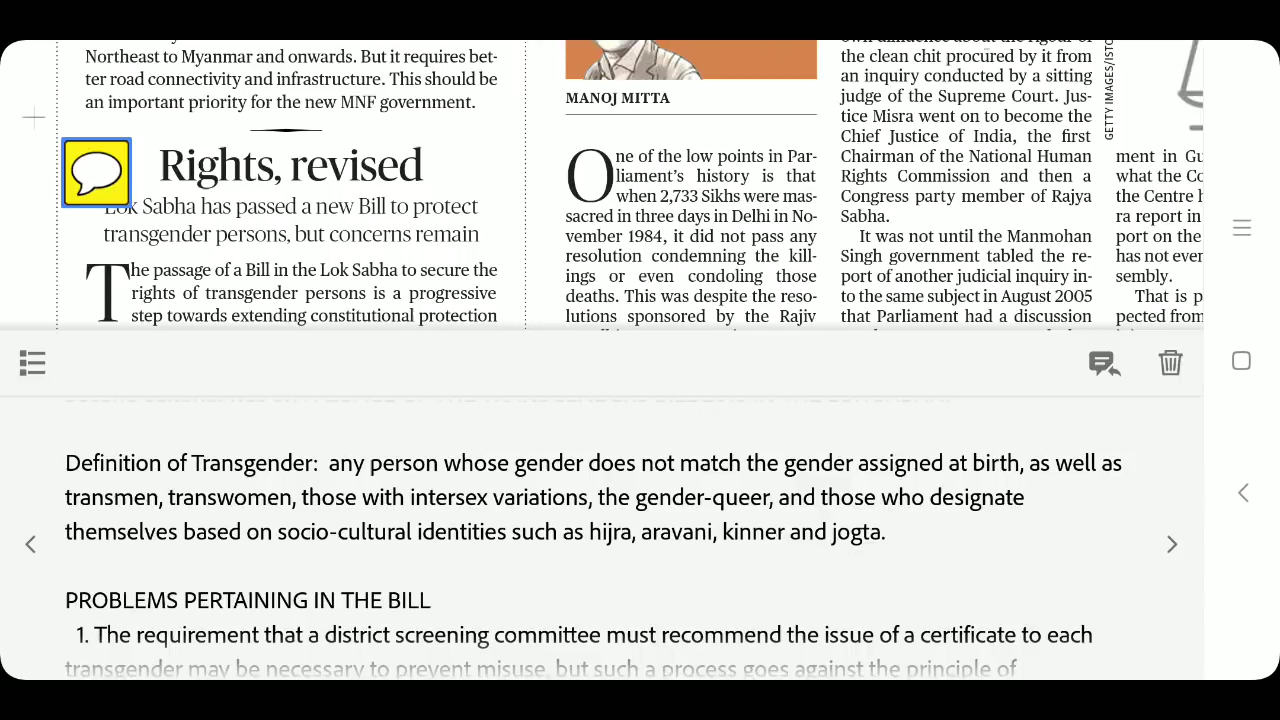 Northeast to Myanmar and onwards. But it requires bet-
ter road connectivity and infrastructure. This should be
an important priority for the new MNF government.
Rights, revised
Lok Sabha has passed a new Bill to protect
transgender persons, but concerns remain
The passage of a Bill in the Lok Sabha to secure the
rights of transgender persons is a progressive
step towards extending constitutional protection
MANOJ MITTA
One of the low points in Par-
liament's history is that
when 2,733 Sikhs were mas-
sacred in three days in Delhi in No-
vember 1984, it did not pass any
resolution condemning the kill-
ings or even condoling those
deaths. This was despite the reso-
lutions sponsored by the Rajiv
the clean chit procured by it from
an inquiry conducted by a sitting
judge of the Supreme Court. Jus-
tice Misra went on to become the
Chief Justice of India, the first
Chairman of the National Human
Rights Commission and then a
Congress party member of Rajya
Sabha.
It was not until the Manmohan
Singh government tabled the re-
port of another judicial inquiry in-
to the same subject in August 2005
that Parliament had a discussion
GETTY IMAGES/ISTO
ment in Gu
what the Co
the Centre h
ra report in
port on the
has not ever
sembly.
That is p
pected from
Definition of Transgender:  any person whose gender does not match the gender assigned at birth, as well as
transmen, transwomen, those with intersex variations, the gender-queer, and those who designate
themselves based on socio-cultural identities such as hijra, aravani, kinner and jogta.
PROBLEMS PERTAINING IN THE BILL
1. The requirement that a district screening committee must recommend the issue of a certificate to each
transgender may be necessary to prevent misuse, but such a process goes against the principle of